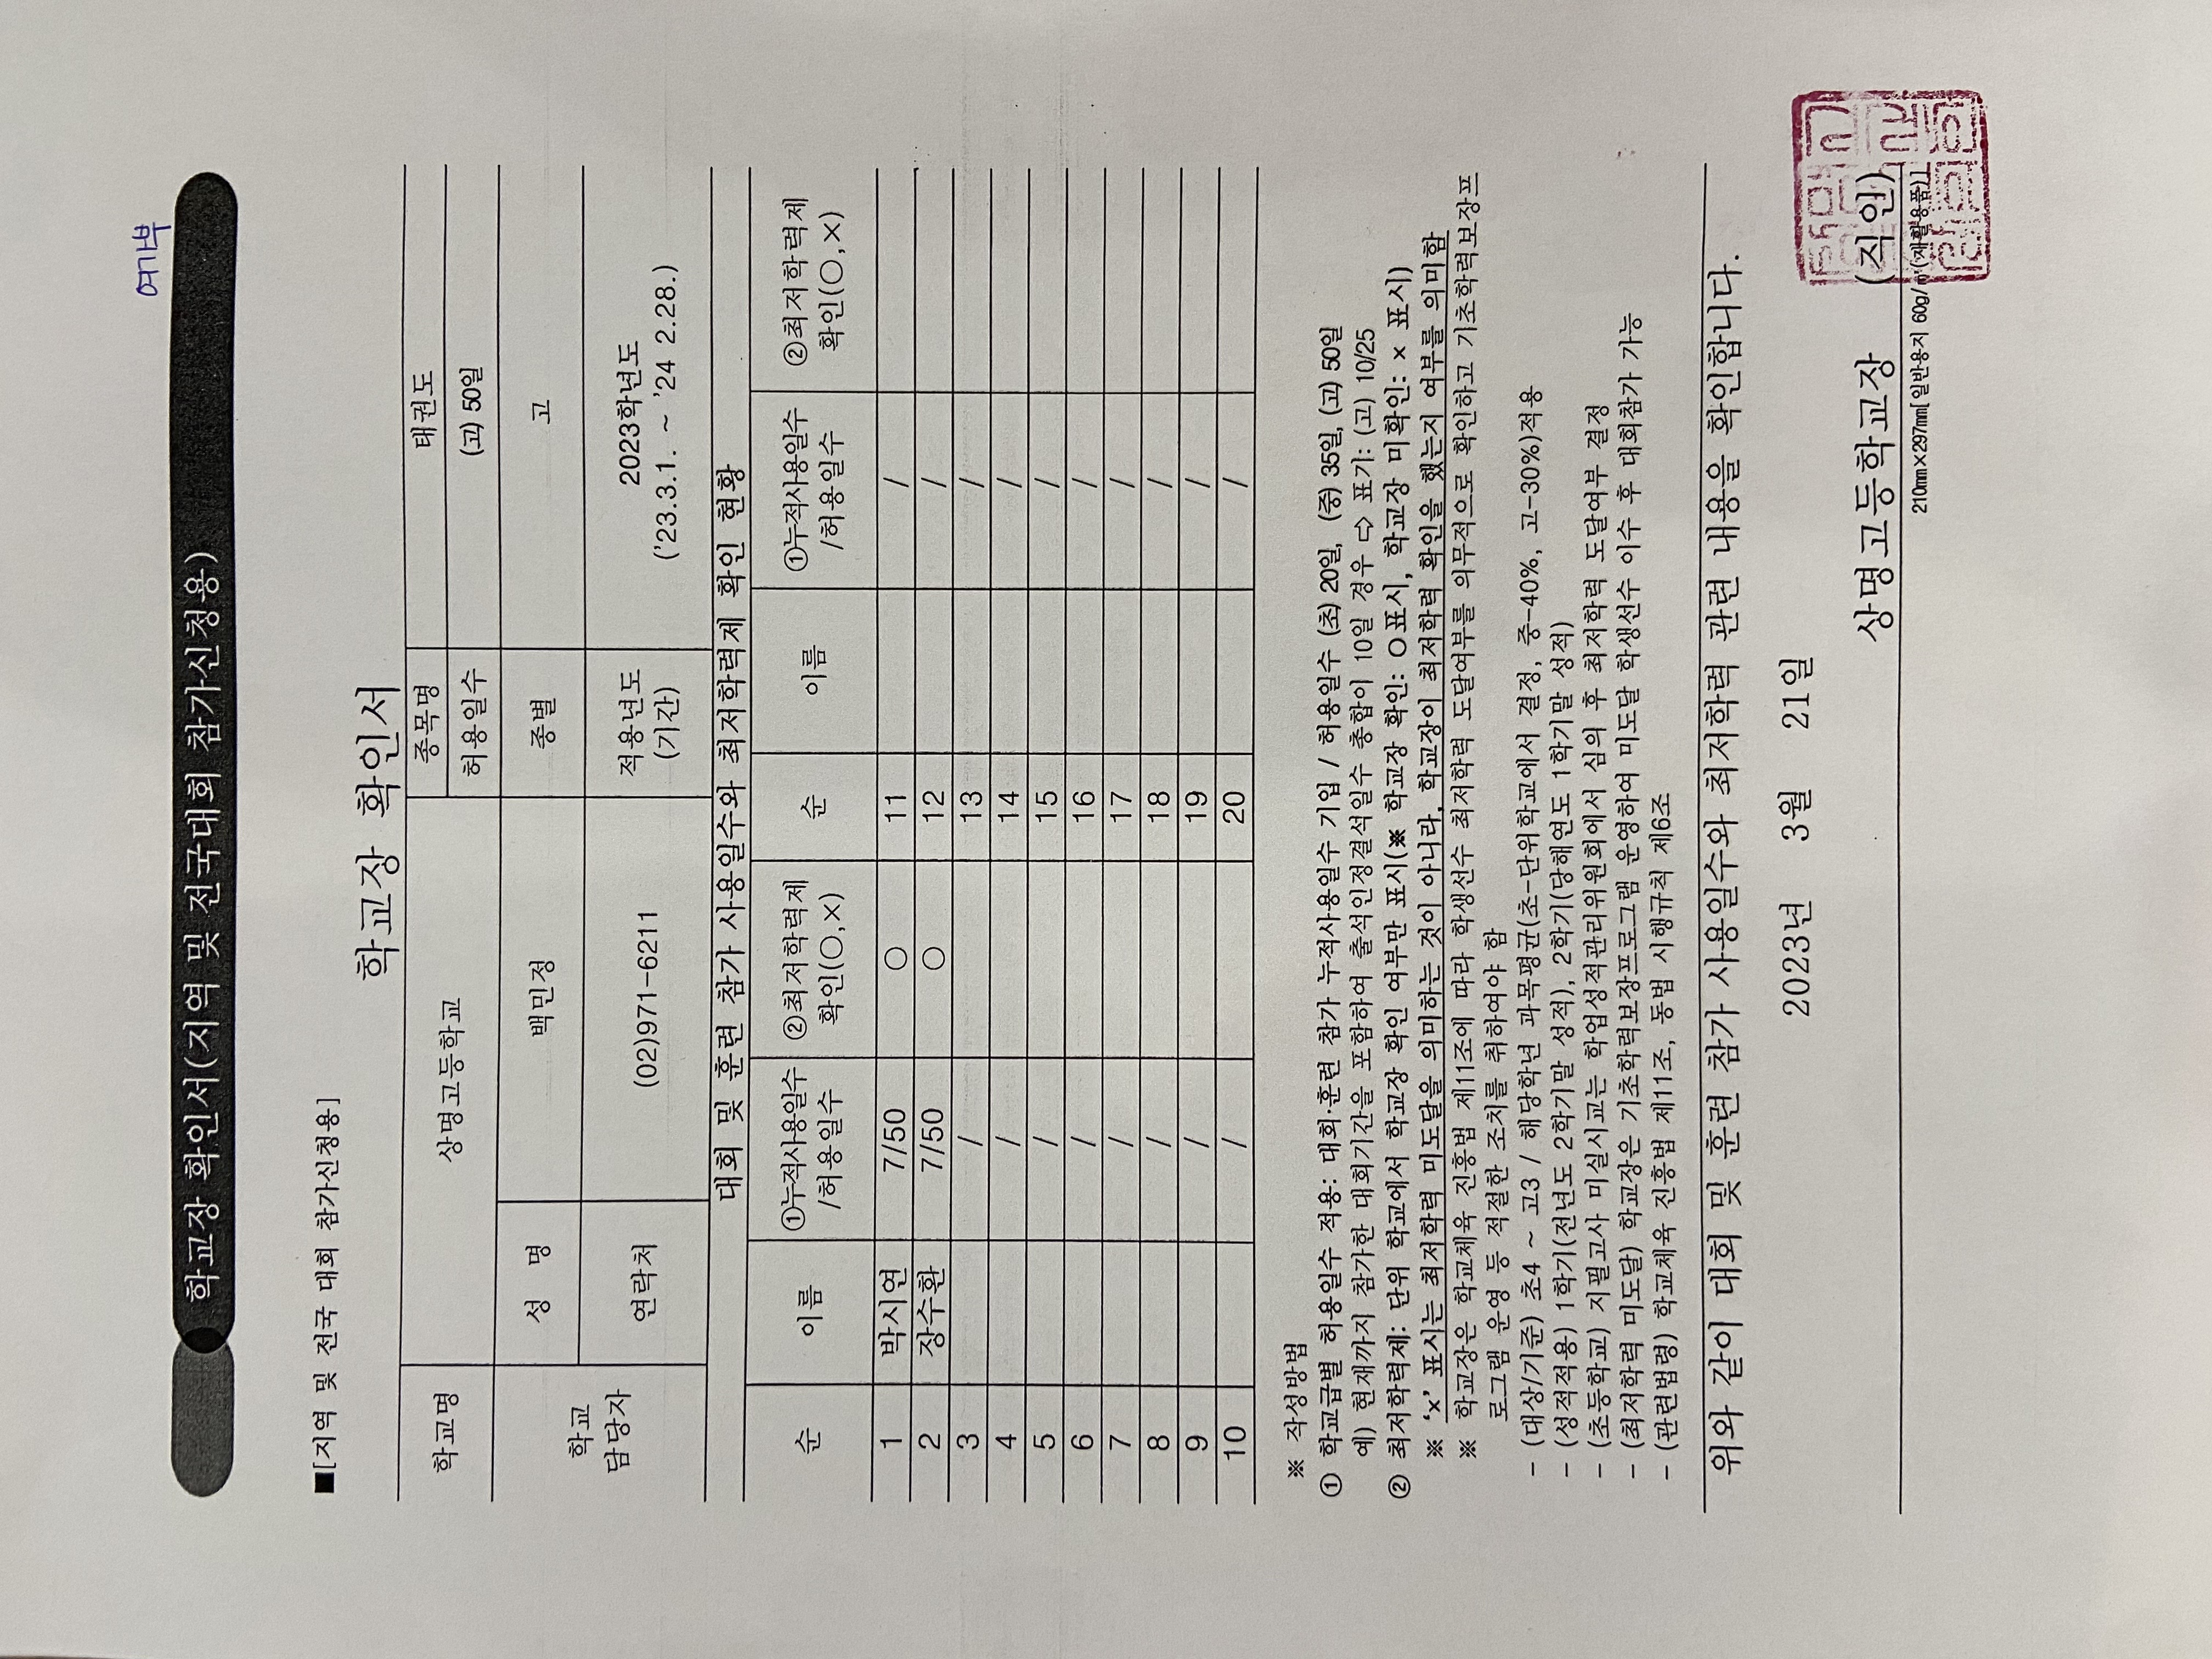 여기부
학교장 확인서(지역 및 전국대회 참가신청용)
■[지역 및 전국 대회 참가신청용]
학교장 확인서
학교명 상명고등학교 종목명 태권도
허용일수 (고) 50일
학교 담당자 성 명 백민정 종별 고
연락처 (02)971-6211 적용년도 (기간) 2023학년도 ('23.3.1. ~ '24 2.28.)
대회 및 훈련 참가 사용일수와 최저학력제 확인 현황
순 이름 ①누적사용일수 /허용일수 ②최저학력제 확인(○,×) 순 이름 ①누적사용일수 /허용일수 ②최저학력제 확인(○,×)
1 박시연 7/50 ○ 11 /
2 장수환 7/50 ○ 12 /
3 / 13 /
4 / 14 /
5 / 15 /
6 / 16 /
7 / 17 /
8 / 18 /
9 / 19 /
10 / 20 /
※ 작성방법
① 학교급별 허용일수 적용: 대회·훈련 참가 누적사용일수 기입 / 허용일수 (초) 20일, (중) 35일, (고) 50일
예) 현재까지 참가한 대회기간을 포함하여 출석인정결석일수 총합이 10일 경우 ⇨ 표기: (고) 10/25
② 최저학력제: 단위 학교에서 학교장 확인 여부만 표시(※ 학교장 확인: ○표시, 학교장 미확인: × 표시)
※ 'x' 표시는 최저학력 미도달을 의미하는 것이 아니라, 학교장이 최저학력 확인을 했는지 여부를 의미함
※ 학교장은 학교체육 진흥법 제11조에 따라 학생선수 최저학력 도달여부를 의무적으로 확인하고 기초학력보장프
로그램 운영 등 적절한 조치를 취하여야 함
- (대상/기준) 초4 ~ 고3 / 해당학년 과목평균(초-단위학교에서 결정, 중-40%, 고-30%)적용
- (성적적용) 1학기(전년도 2학기말 성적), 2학기(당해연도 1학기말 성적)
- (초등학교) 지필고사 미실시교는 학업성적관리위원회에서 심의 후 최저학력 도달여부 결정
- (최저학력 미도달) 학교장은 기초학력보장프로그램 운영하여 미도달 학생선수 이수 후 대회참가 가능
- (관련법령) 학교체육 진흥법 제11조, 동법 시행규칙 제6조
위와 같이 대회 및 훈련 참가 사용일수와 최저학력 관련 내용을 확인합니다.
2023년 3월 21일
상명고등학교장 (직인)
210mm×297mm[일반용지 60g/㎡(재활용품)]